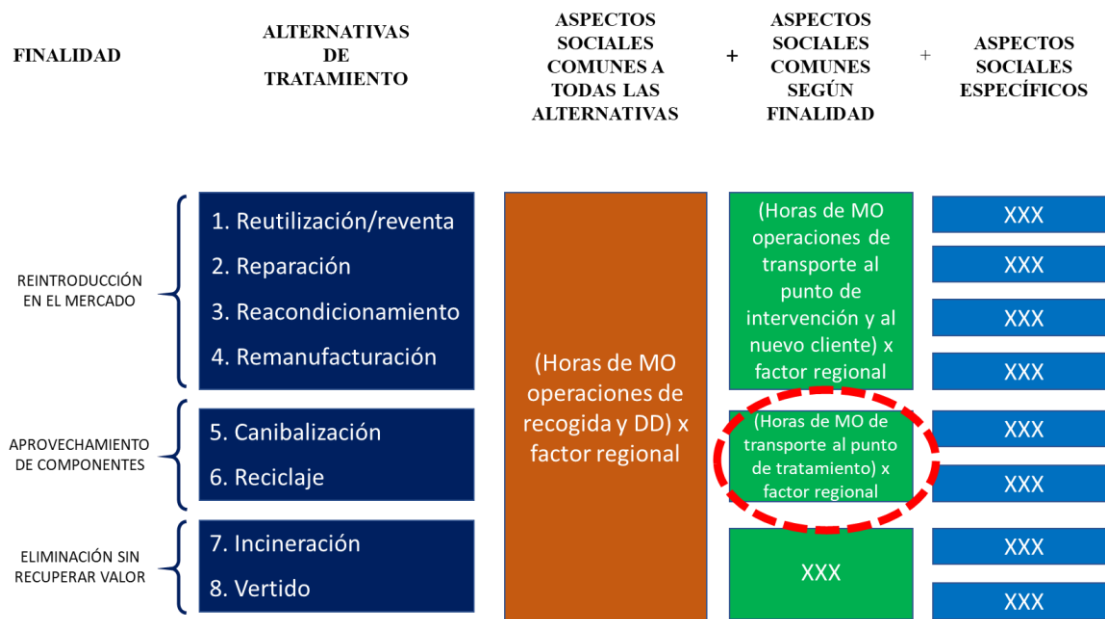 FINALIDAD
ALTERNATIVAS
DE
TRATAMIENTO
ASPECTOS
SOCIALES
COMUNES A
TODAS LAS
ALTERNATIVAS
+
ASPECTOS
SOCIALES
COMUNES
SEGÚN
FINALIDAD
+
ASPECTOS
SOCIALES
ESPECÍFICOS
REINTRODUCCIÓN
EN EL MERCADO
1. Reutilización/reventa
2. Reparación
3. Reacondicionamiento
4. Remanufacturación
APROVECHAMIENTO
DE COMPONENTES
5. Canibalización
6. Reciclaje
ELIMINACIÓN SIN
RECUPERAR VALOR
7. Incineración
8. Vertido
(Horas de MO
operaciones de
recogida y DD) x
factor regional
(Horas de MO
operaciones de
transporte al
punto de
intervención y al
nuevo cliente) x
factor regional
(Horas de MO de
transporte al punto
de tratamiento) x
factor regional
XXX
XXX
XXX
XXX
XXX
XXX
XXX
XXX
XXX